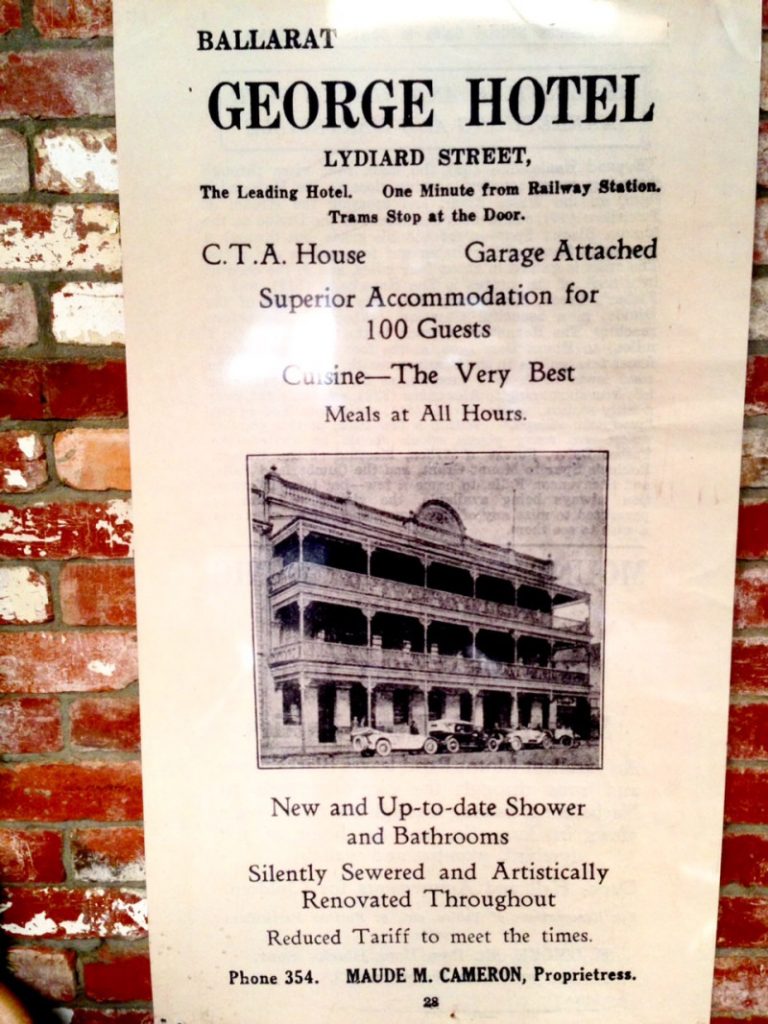 BALLARAT
GEORGE HOTEL
LYDIARD STREET,
The Leading Hotel. One Minute from Railway Station.
Trams Stop at the Door.
C.T.A. House Garage Attached
Superior Accommodation for
100 Guests
Cuisine—The Very Best
Meals at All Hours.
New and Up-to-date Shower
and Bathrooms
Silently Sewered and Artistically
Renovated Throughout
Reduced Tariff to meet the times.
Phone 354. MAUDE M. CAMERON, Proprietress.
28